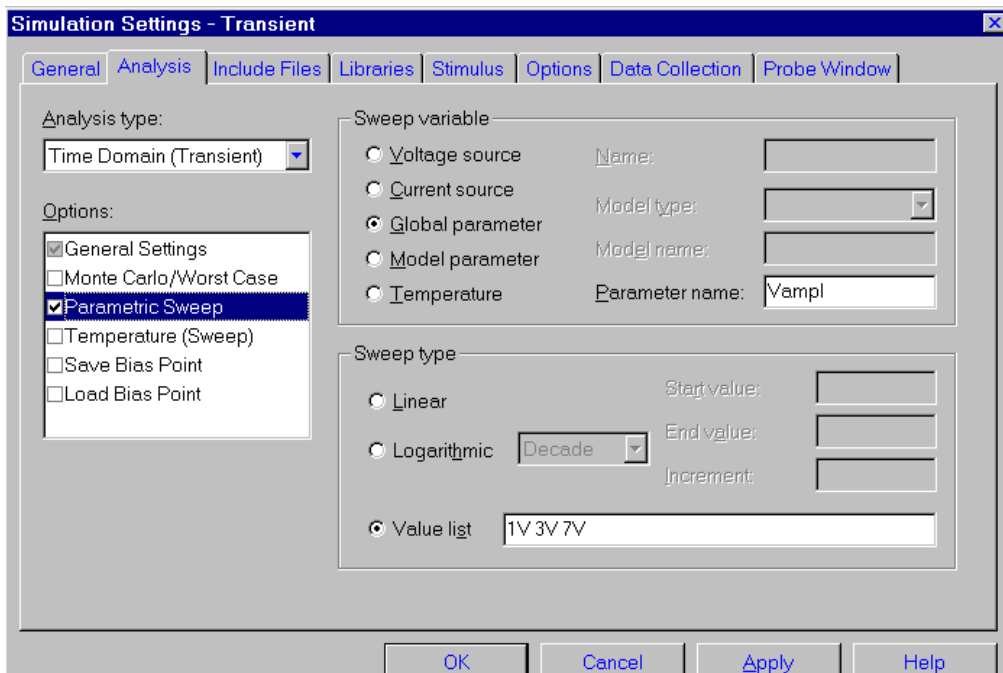 Simulation Settings - Transient
General Analysis Include Files Libraries Stimulus Options Data Collection Probe Window
Analysis type:
Time Domain (Transient)
Options:
General Settings
Monte Carlo/Worst Case
Parametric Sweep
Temperature (Sweep)
Save Bias Point
Load Bias Point
Sweep variable
Voltage source
Current source
Global parameter
Model parameter
Temperature
Name:
Model type:
Model name:
Parameter name: Vampl
Sweep type
Linear
Logarithmic Decade
Value list 1V 3V 7V
Start value:
End value:
Increment:
OK Cancel Apply Help